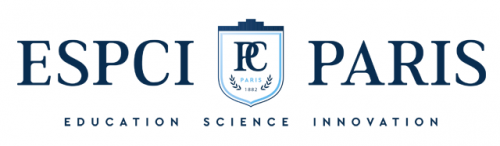 ESPCI PC PARIS
PARIS
1882
EDUCATION SCIENCE INNOVATION